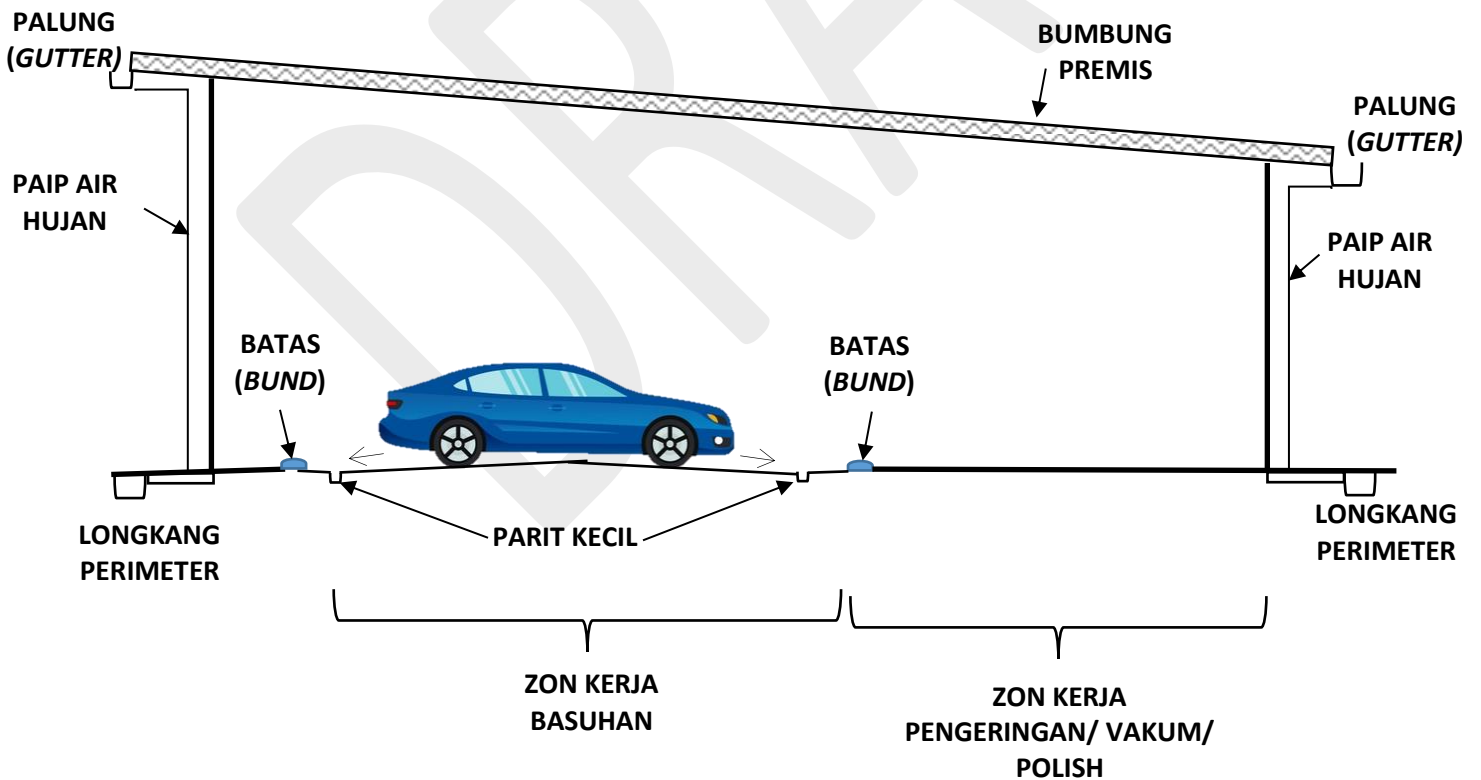 PALUNG
(GUTTER)
BUMBUNG
PREMIS
PALUNG
(GUTTER)
PAIP AIR
HUJAN
PAIP AIR
HUJAN
BATAS
(BUND)
BATAS
(BUND)
LONGKANG
PERIMETER
PARIT KECIL
LONGKANG
PERIMETER
ZON KERJA
BASUHAN
ZON KERJA
PENGERINGAN/ VAKUM/
POLISH